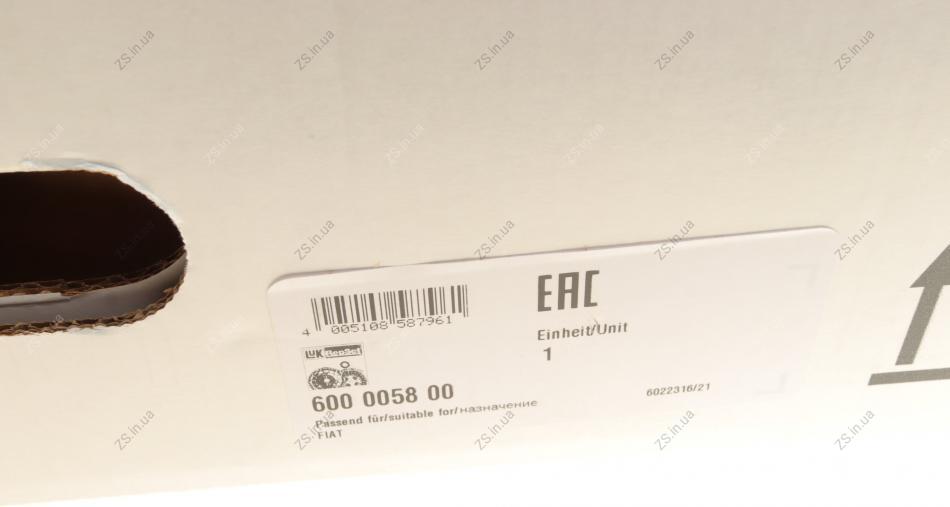 EAC
4 005108 587961
Einheit/Unit
1
LUK RepSet
600 0058 00
6022316/21
Passend für/suitable for/назначение
FIAT
ZS.in.ua